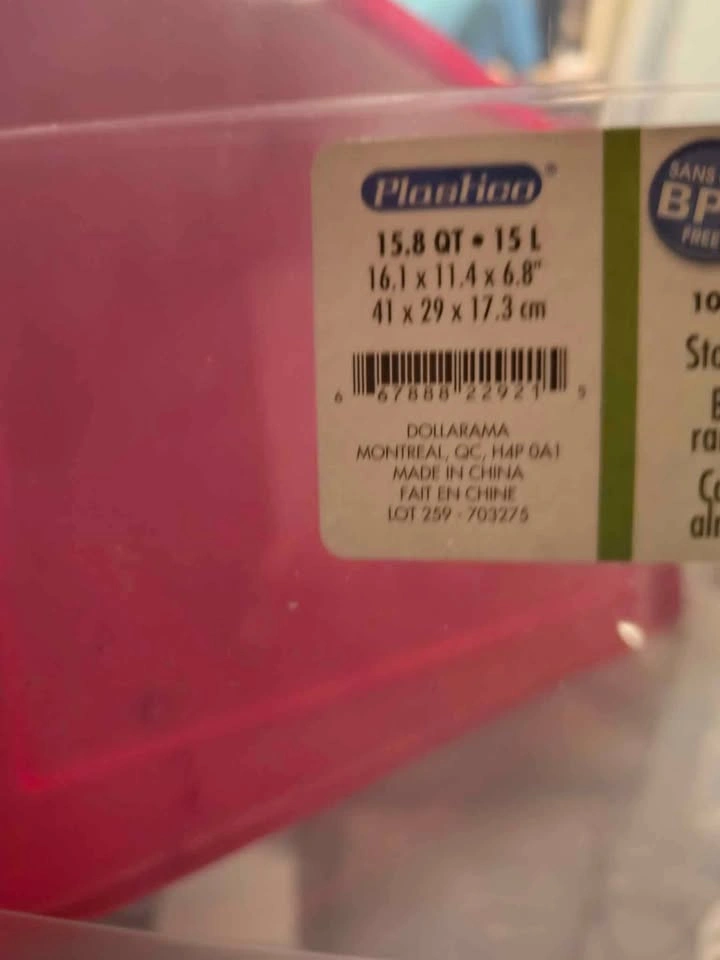 Plastico®
15.8 QT • 15 L
16.1 x 11.4 x 6.8"
41 x 29 x 17.3 cm
6 67888 22921 5
DOLLARAMA
MONTREAL, QC, H4P 0A1
MADE IN CHINA
FAIT EN CHINE
LOT 259 - 703275
SANS
BP
FREE
10